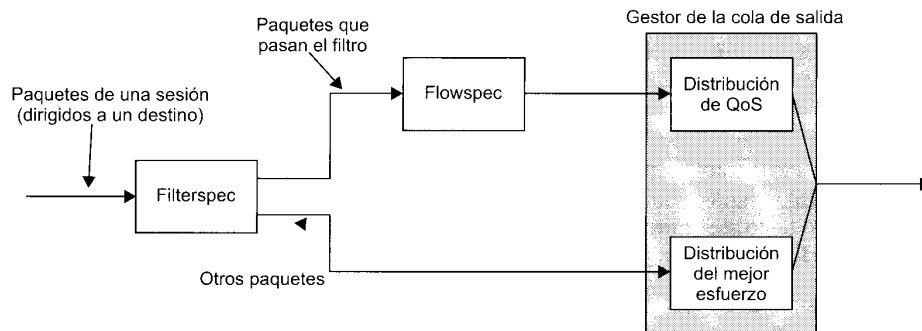 Gestor de la cola de salida
Paquetes que
pasan el filtro
Paquetes de una sesión
(dirigidos a un destino)
Flowspec
Distribución
de QoS
Filterspec
Otros paquetes
Distribución
del mejor
esfuerzo